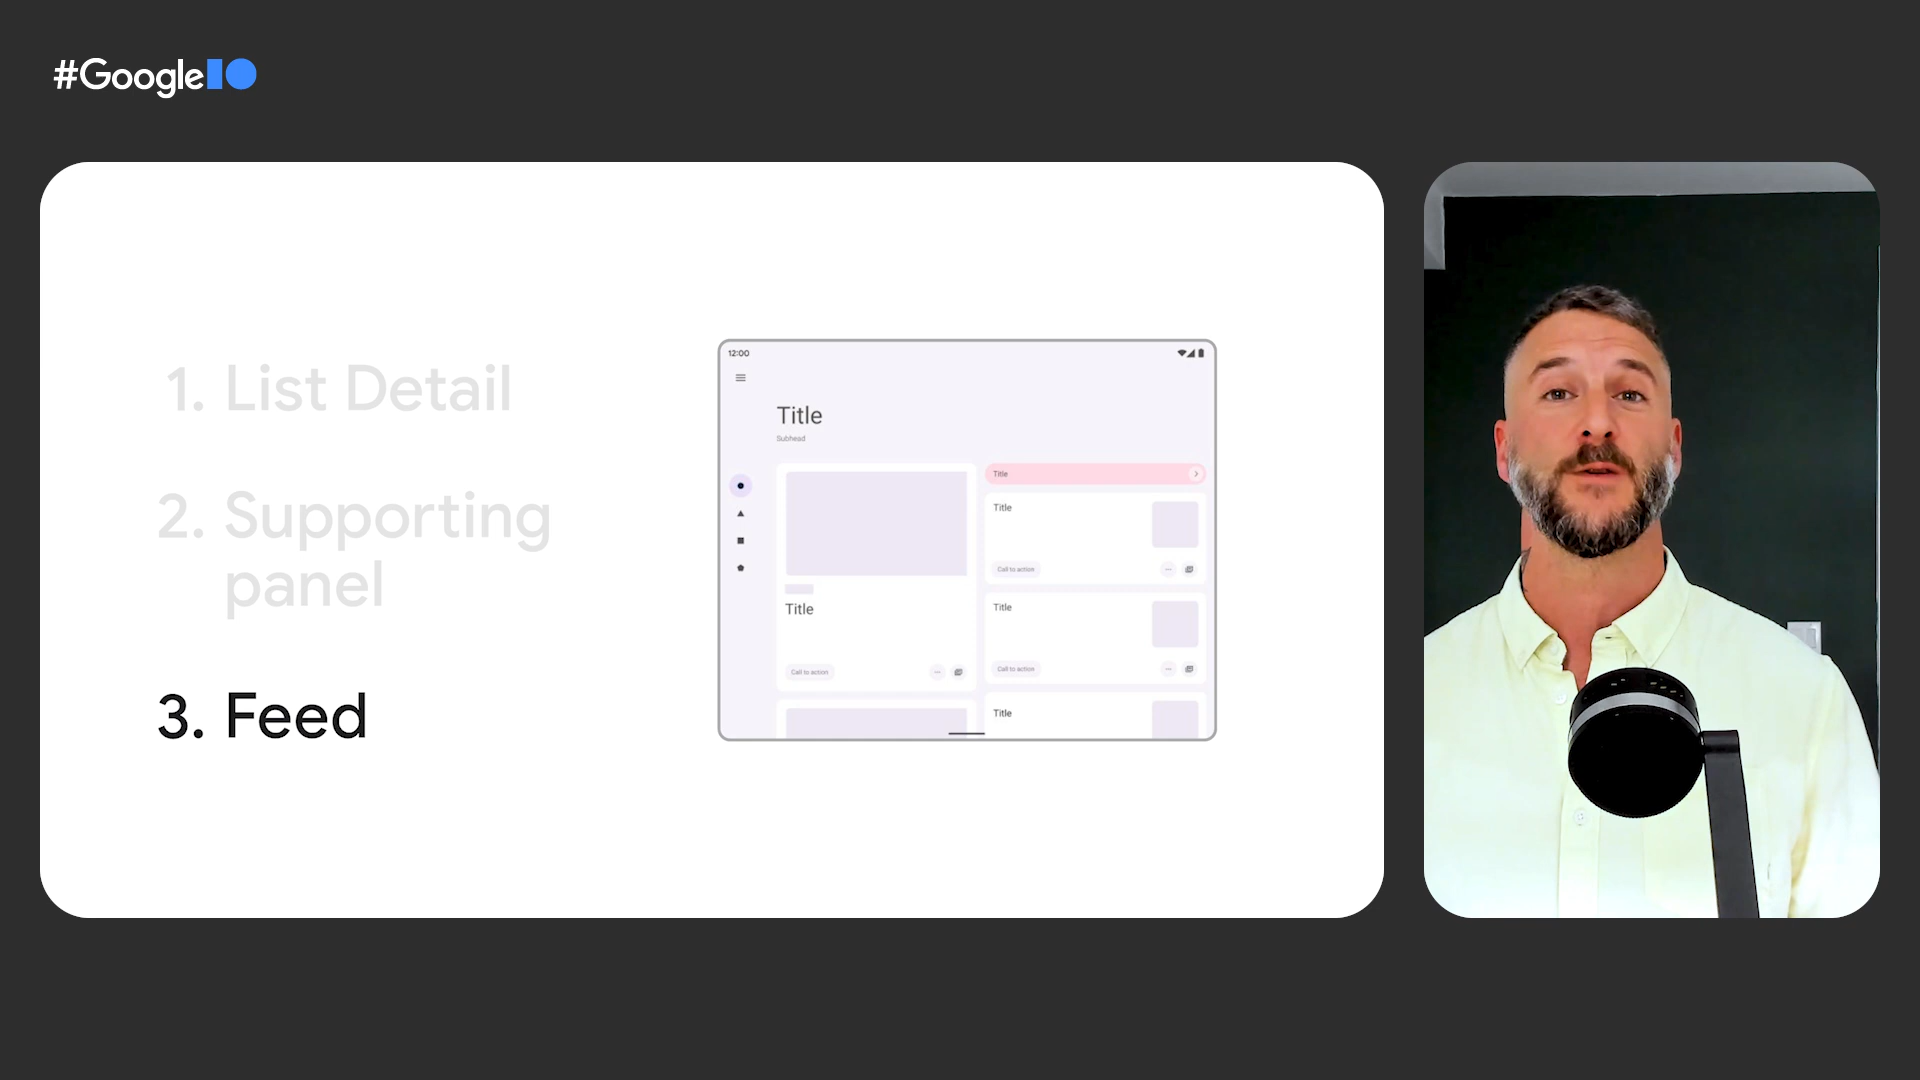 #GoogleIO
1. List Detail
2. Supporting
panel
3. Feed
12:00
Title
Subhead
Title
Call to action
Title
Title
Call to action
Title
Call to action
Title